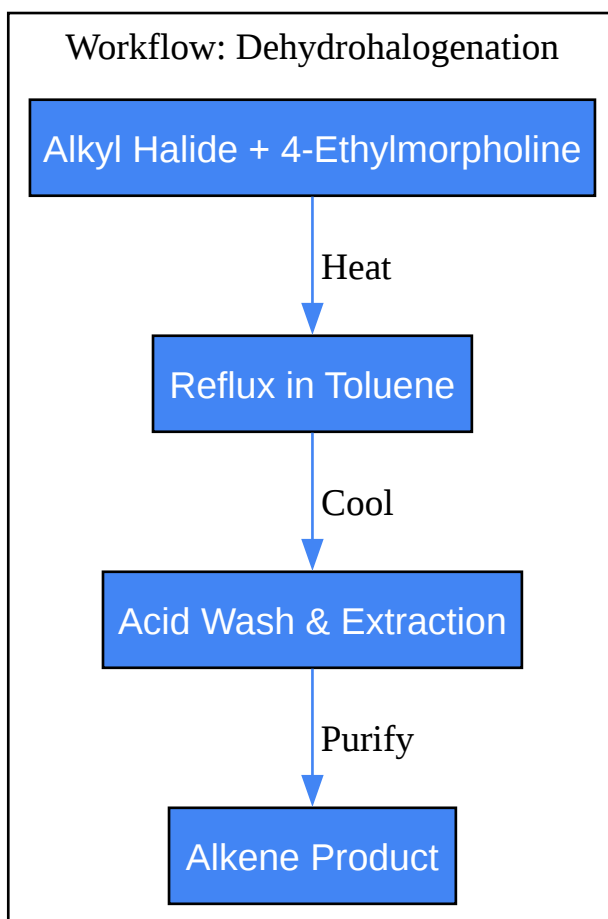 Workflow: Dehydrohalogenation
Alkyl Halide + 4-Ethylmorpholine
Heat
Reflux in Toluene
Cool
Acid Wash & Extraction
Purify
Alkene Product